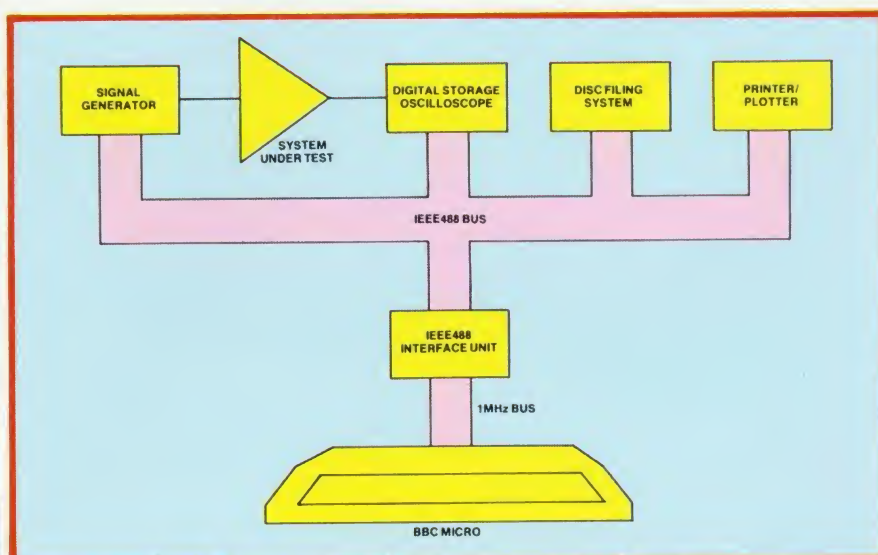 SIGNAL
GENERATOR
SYSTEM
UNDER TEST
DIGITAL STORAGE
OSCILLOSCOPE
DISC FILING
SYSTEM
PRINTER/
PLOTTER
IEEE488 BUS
IEEE488
INTERFACE UNIT
1MHz BUS
BBC MICRO